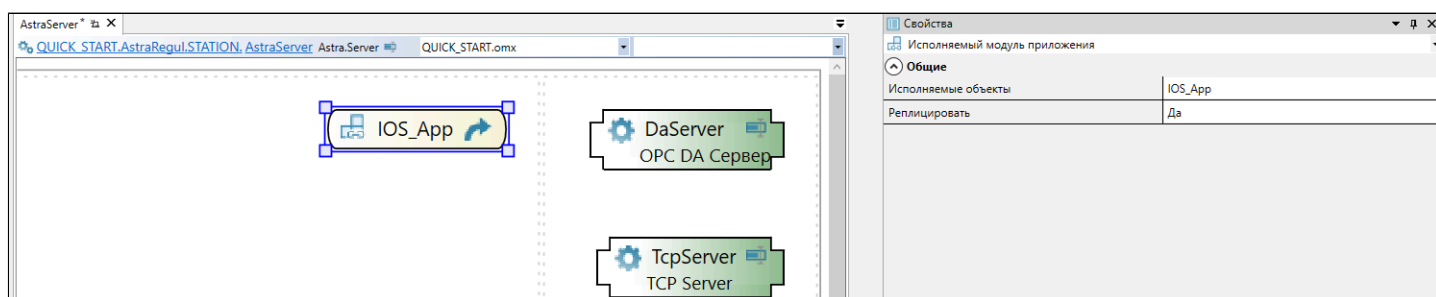 AstraServer*
QUICK_START.AstraRegul.STATION. AstraServer Astra.Server QUICK_START.omx
IOS_App
DaServer
OPC DA Сервер
TcpServer
TCP Server
Свойства
Исполняемый модуль приложения
Общие
Исполняемые объекты IOS_App
Реплицировать Да